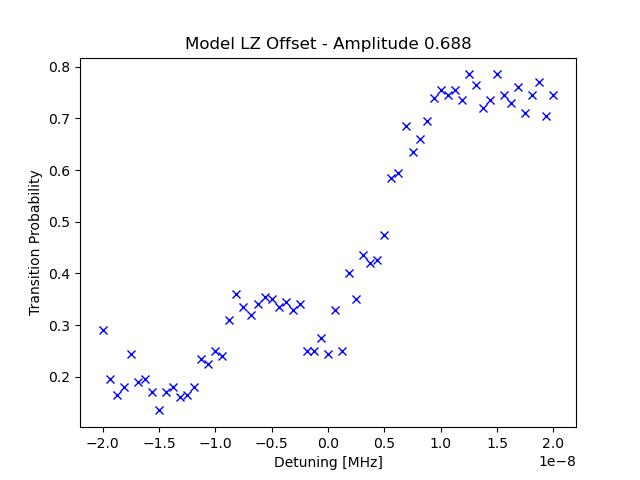 Model LZ Offset - Amplitude 0.688
Transition Probability
0.8
0.7
0.6
0.5
0.4
0.3
0.2
−2.0 −1.5 −1.0 −0.5 0.0 0.5 1.0 1.5 2.0
Detuning [MHz]
1e−8